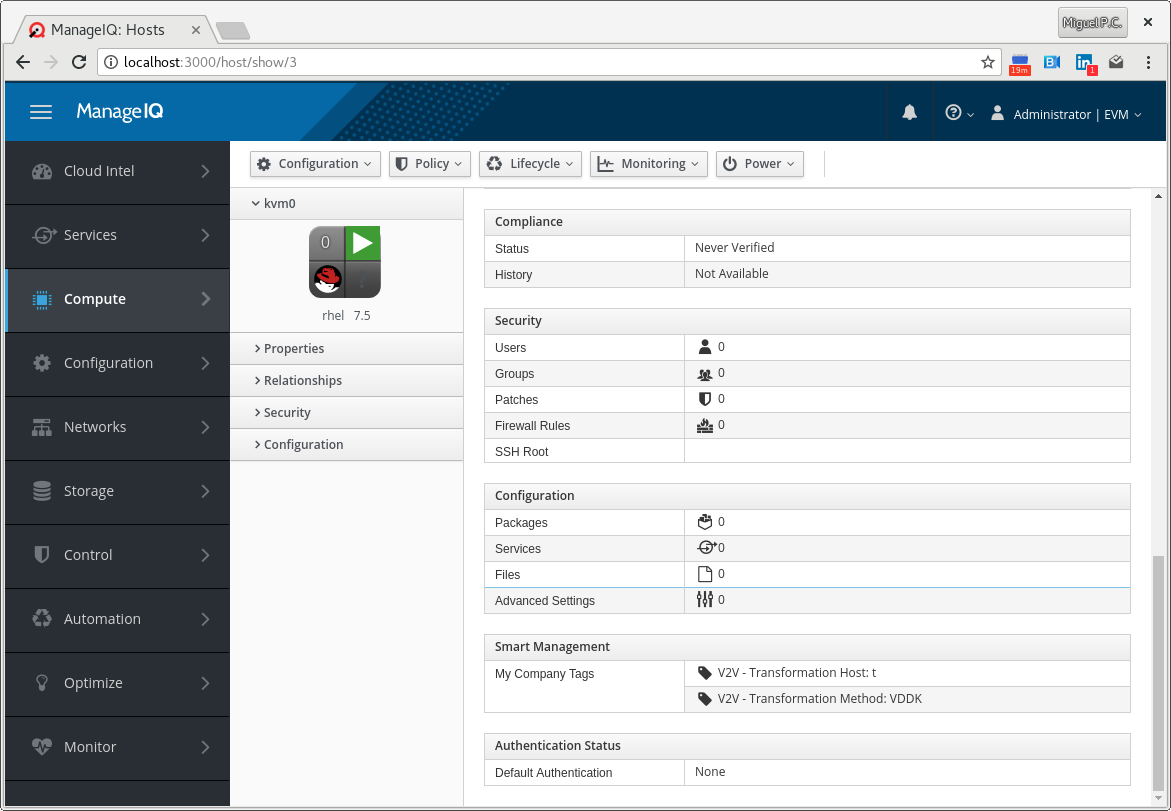 ManageIQ: Hosts
Miguel P.C.
localhost:3000/host/show/3
19m
B
in
1
ManageIQ
Administrator | EVM
Cloud Intel
Services
Compute
Configuration
Networks
Storage
Control
Automation
Optimize
Monitor
Configuration
Policy
Lifecycle
Monitoring
Power
kvm0
0
rhel 7.5
Properties
Relationships
Security
Configuration
Compliance
Status Never Verified
History Not Available
Security
Users 0
Groups 0
Patches 0
Firewall Rules 0
SSH Root
Configuration
Packages 0
Services 0
Files 0
Advanced Settings 0
Smart Management
My Company Tags V2V - Transformation Host: t
V2V - Transformation Method: VDDK
Authentication Status
Default Authentication None